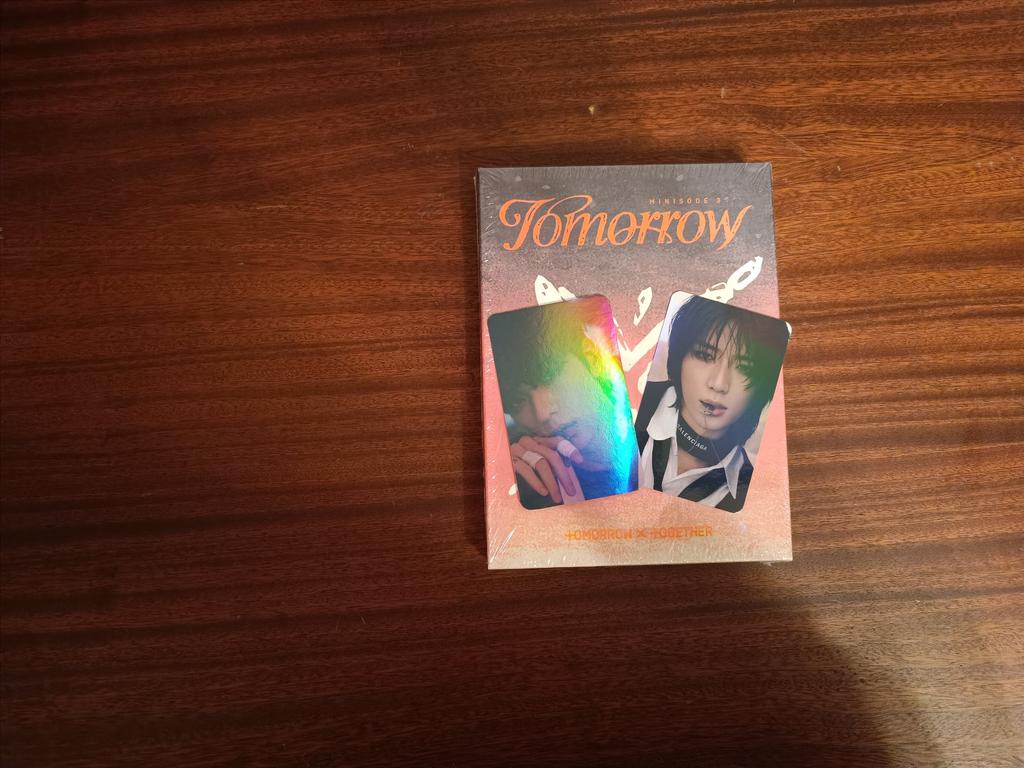 MINISODE 3
Tomorrow
BALENCIAGA
TOMORROW X TOGETHER